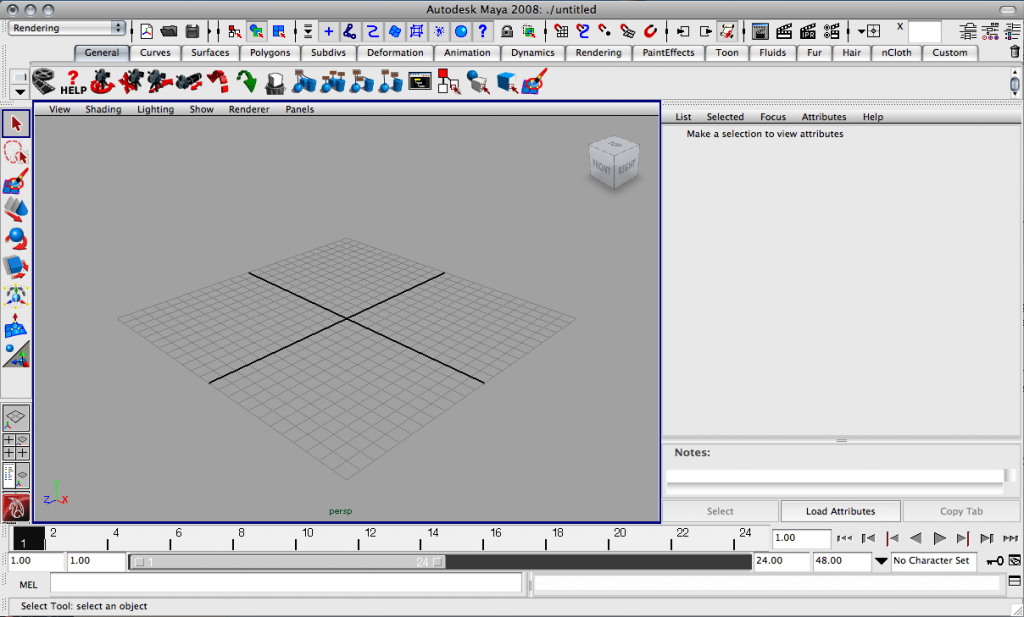 Autodesk Maya 2008: ./untitled
Rendering
X
General Curves Surfaces Polygons Subdivs Deformation Animation Dynamics Rendering PaintEffects Toon Fluids Fur Hair nCloth Custom
?
HELP
View Shading Lighting Show Renderer Panels
List Selected Focus Attributes Help
Make a selection to view attributes
TOP
FRONT RIGHT
Notes:
Y
Z X
persp
Select Load Attributes Copy Tab
1 2 4 6 8 10 12 14 16 18 20 22 24
1.00
1.00 1.00 1 24 24.00 48.00 No Character Set
MEL
Select Tool: select an object